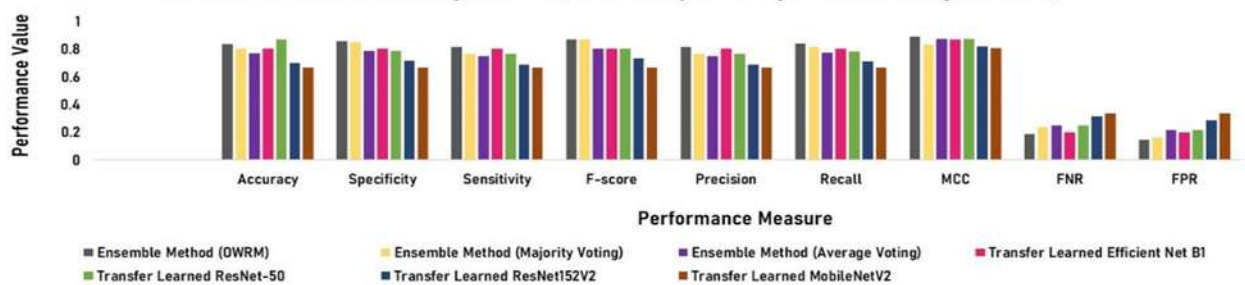 1
Performance Value
0.8
0.6
0.4
0.2
0
Accuracy Specificity Sensitivity F-score Precision Recall MCC FNR FPR
Performance Measure
Ensemble Method (OWRM) Ensemble Method (Majority Voting) Ensemble Method (Average Voting) Transfer Learned Efficient Net B1
Transfer Learned ResNet-50 Transfer Learned ResNet152V2 Transfer Learned MobileNetV2